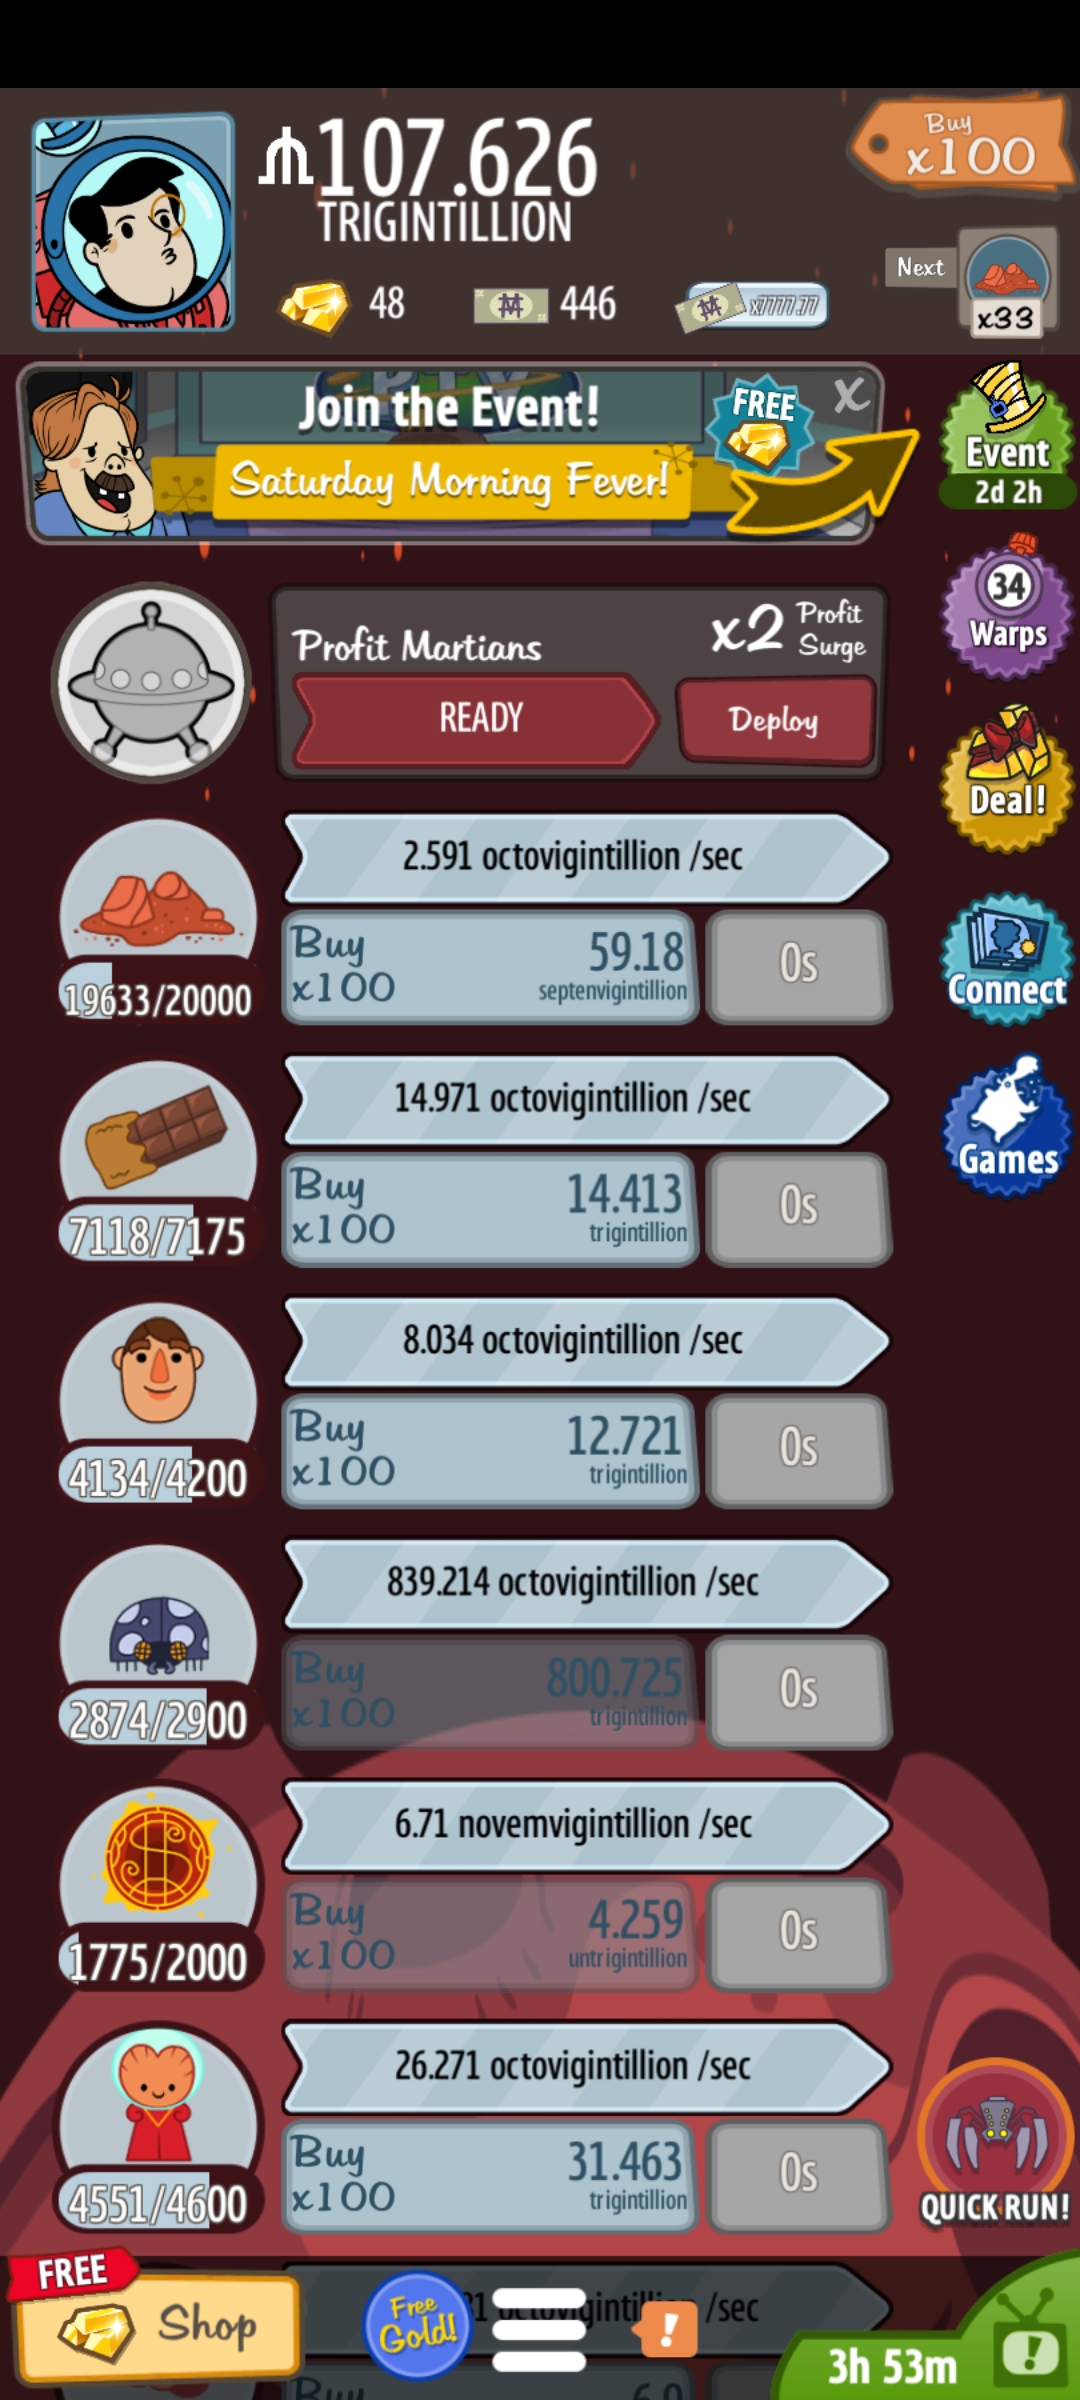 107.626
TRIGINTILLION
Buy
x100
48
446
x7777.77
Next
x33
Join the Event!
FREE
X
Saturday Morning Fever!
Event
2d 2h
34
Warps
Profit Martians
x2 Profit
Surge
READY
Deploy
Deal!
2.591 octovigintillion /sec
Buy
x100
59.18
septenvigintillion
0s
19633/20000
Connect
14.971 octovigintillion /sec
Buy
x100
14.413
trigintillion
0s
7118/7175
Games
8.034 octovigintillion /sec
Buy
x100
12.721
trigintillion
0s
4134/4200
839.214 octovigintillion /sec
Buy
x100
800.725
trigintillion
0s
2874/2900
6.71 novemvigintillion /sec
Buy
x100
4.259
untrigintillion
0s
1775/2000
26.271 octovigintillion /sec
Buy
x100
31.463
trigintillion
0s
4551/4600
QUICK RUN!
FREE
Shop
Free
Gold!
!
/sec
3h 53m
!
Buy